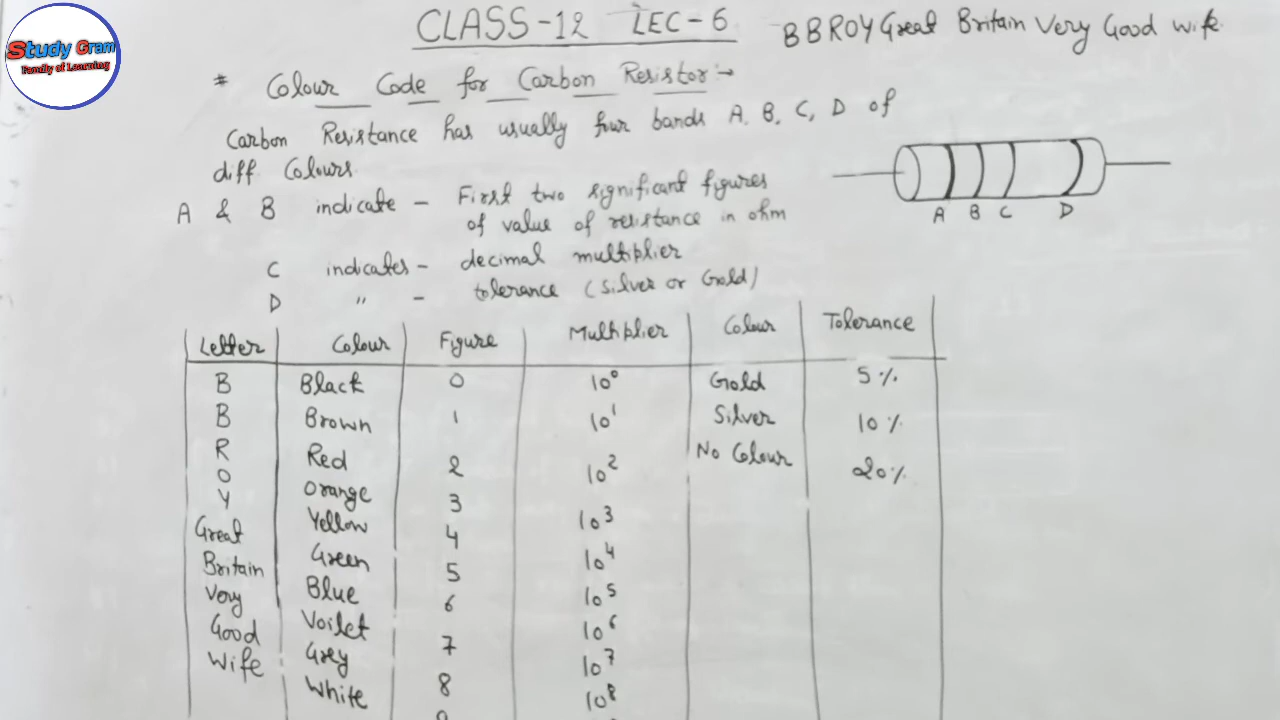 Study Gram
Family of Learning
CLASS-12 LEC-6
BBROY Great Britain Very Good wife
* Colour Code for Carbon Resistor :→
Carbon Resistance has usually four bands A, B, C, D of
diff Colours.
A & B indicate - First two significant figures
of value of resistance in ohm
C indicates - decimal multiplier
D " - tolerance (Silver or Gold)
A B C D
Letter Colour Figure Multiplier Colour Tolerance
B Black 0 10⁰ Gold 5%
B Brown 1 10¹ Silver 10%
R Red 2 10² No Colour 20%
O Orange 3 10³
Y Yellow 4 10⁴
Great Green 5 10⁵
Britain Blue 6 10⁶
Very Voilet 7 10⁷
Good Grey 8 10⁸
Wife White